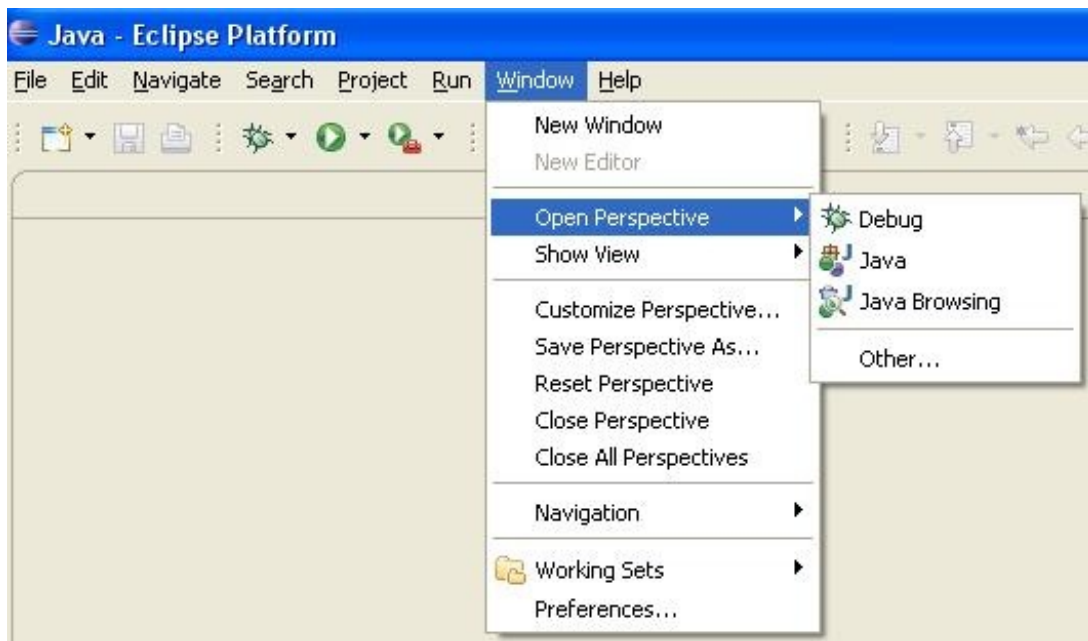 Java - Eclipse Platform
File Edit Navigate Search Project Run Window Help
New Window
New Editor
Open Perspective
Show View
Customize Perspective...
Save Perspective As...
Reset Perspective
Close Perspective
Close All Perspectives
Navigation
Working Sets
Preferences...
Debug
Java
Java Browsing
Other...